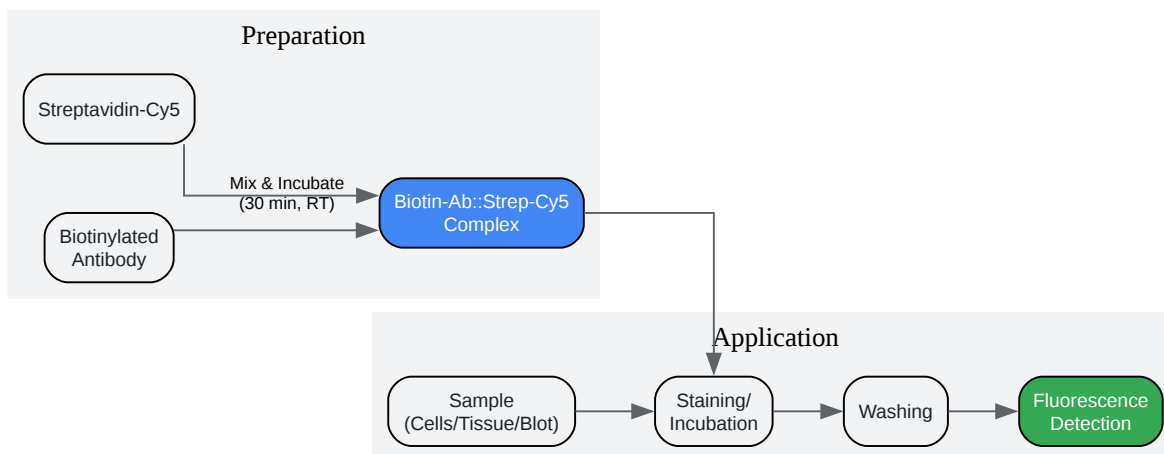 Preparation
Streptavidin-Cy5
Mix & Incubate
(30 min, RT)
Biotinylated
Antibody
Biotin-Ab::Strep-Cy5
Complex
Application
Sample
(Cells/Tissue/Blot)
Staining/
Incubation
Washing
Fluorescence
Detection